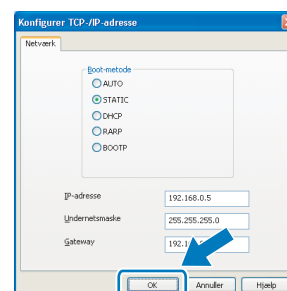 Konfigurer TCP-/IP-adresse
Netværk
Boot-metode
AUTO
STATIC
DHCP
RARP
BOOTP
IP-adresse 192.168.0.5
Undernetsmaske 255.255.255.0
Gateway
OK Annuller Hjælp